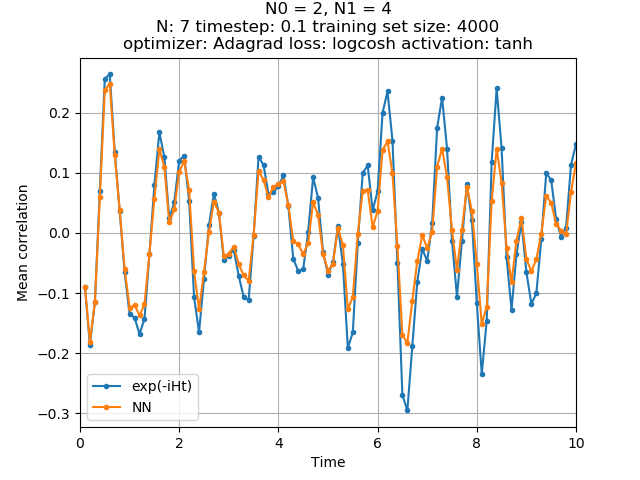 N0 = 2, N1 = 4
N: 7 timestep: 0.1 training set size: 4000
optimizer: Adagrad loss: logcosh activation: tanh
Mean correlation
0.2
0.1
0.0
−0.1
−0.2
−0.3
exp(-iHt)
NN
0 2 4 6 8 10
Time